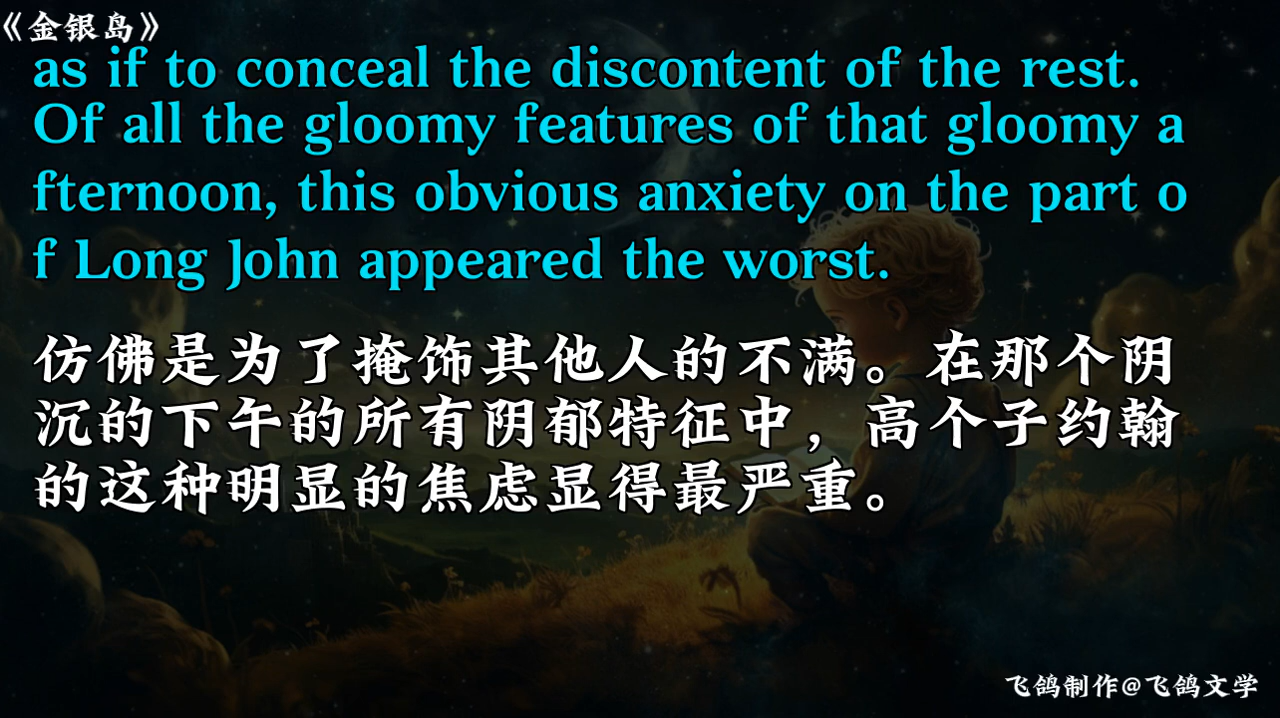 《金银岛》
as if to conceal the discontent of the rest.
Of all the gloomy features of that gloomy a
fternoon, this obvious anxiety on the part o
f Long John appeared the worst.
仿佛是为了掩饰其他人的不满。在那个阴
沉的下午的所有阴郁特征中，高个子约翰
的这种明显的焦虑显得最严重。
飞鸽制作@飞鸽文学